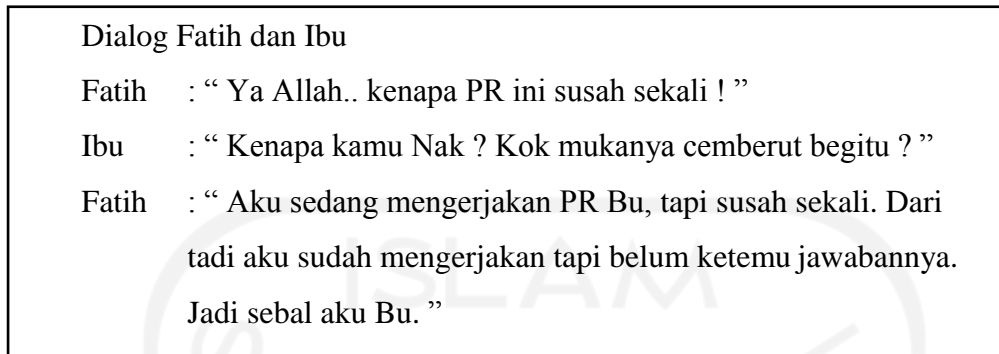 Dialog Fatih dan Ibu
Fatih : “ Ya Allah.. kenapa PR ini susah sekali ! ”
Ibu : “ Kenapa kamu Nak ? Kok mukanya cemberut begitu ? ”
Fatih : “ Aku sedang mengerjakan PR Bu, tapi susah sekali. Dari
tadi aku sudah mengerjakan tapi belum ketemu jawabannya.
Jadi sebal aku Bu. ”
ISLAM